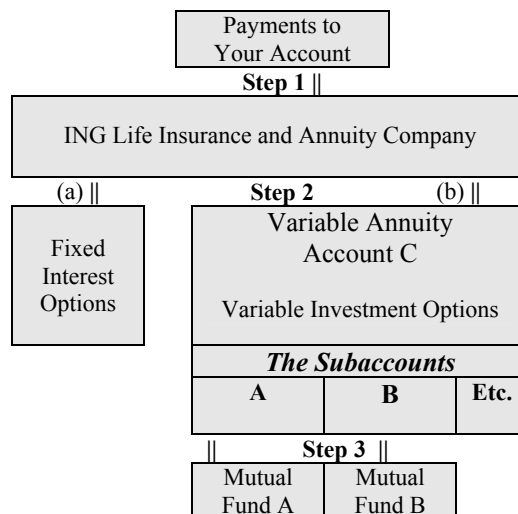 Payments to
Your Account
Step 1 ||
ING Life Insurance and Annuity Company
(a) || Step 2 (b) ||
Fixed
Interest
Options
Variable Annuity
Account C
Variable Investment Options
The Subaccounts
A B Etc.
|| Step 3 ||
Mutual Mutual
Fund A Fund B